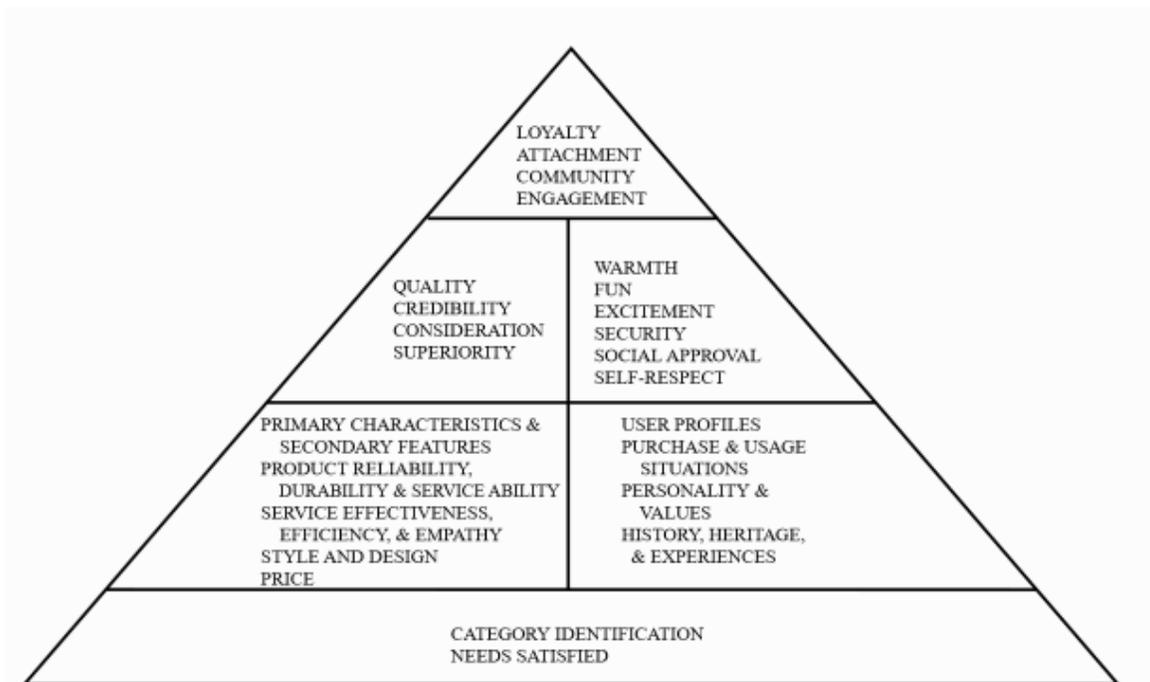 LOYALTY
ATTACHMENT
COMMUNITY
ENGAGEMENT
QUALITY
CREDIBILITY
CONSIDERATION
SUPERIORITY
WARMTH
FUN
EXCITEMENT
SECURITY
SOCIAL APPROVAL
SELF-RESPECT
PRIMARY CHARACTERISTICS &
SECONDARY FEATURES
PRODUCT RELIABILITY,
DURABILITY & SERVICE ABILITY
SERVICE EFFECTIVENESS,
EFFICIENCY, & EMPATHY
STYLE AND DESIGN
PRICE
USER PROFILES
PURCHASE & USAGE
SITUATIONS
PERSONALITY &
VALUES
HISTORY, HERITAGE,
& EXPERIENCES
CATEGORY IDENTIFICATION
NEEDS SATISFIED